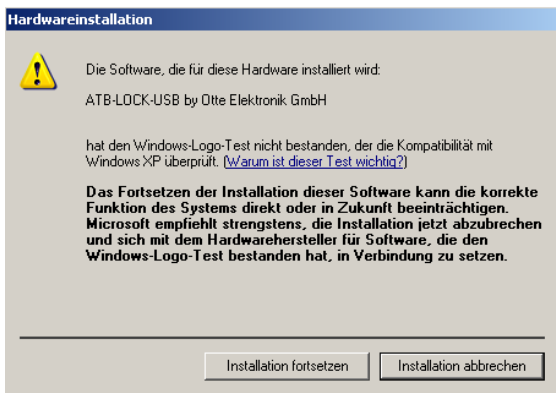 Hardwareinstallation
Die Software, die für diese Hardware installiert wird:
ATB-LOCK-USB by Otte Elektronik GmbH
hat den Windows-Logo-Test nicht bestanden, der die Kompatibilität mit
Windows XP überprüft. (Warum ist dieser Test wichtig?)
Das Fortsetzen der Installation dieser Software kann die korrekte
Funktion des Systems direkt oder in Zukunft beeinträchtigen.
Microsoft empfiehlt strengstens, die Installation jetzt abzubrechen
und sich mit dem Hardwarehersteller für Software, die den
Windows-Logo-Test bestanden hat, in Verbindung zu setzen.
Installation fortsetzen Installation abbrechen